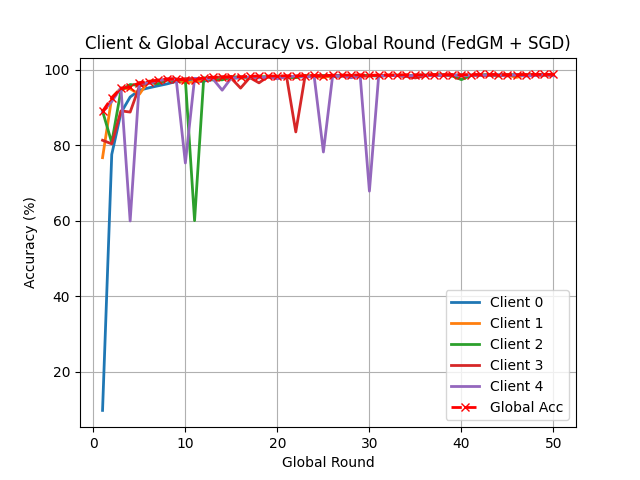 Client & Global Accuracy vs. Global Round (FedGM + SGD)
100
80
60
40
20
Accuracy (%)
0 10 20 30 40 50
Global Round
Client 0
Client 1
Client 2
Client 3
Client 4
Global Acc